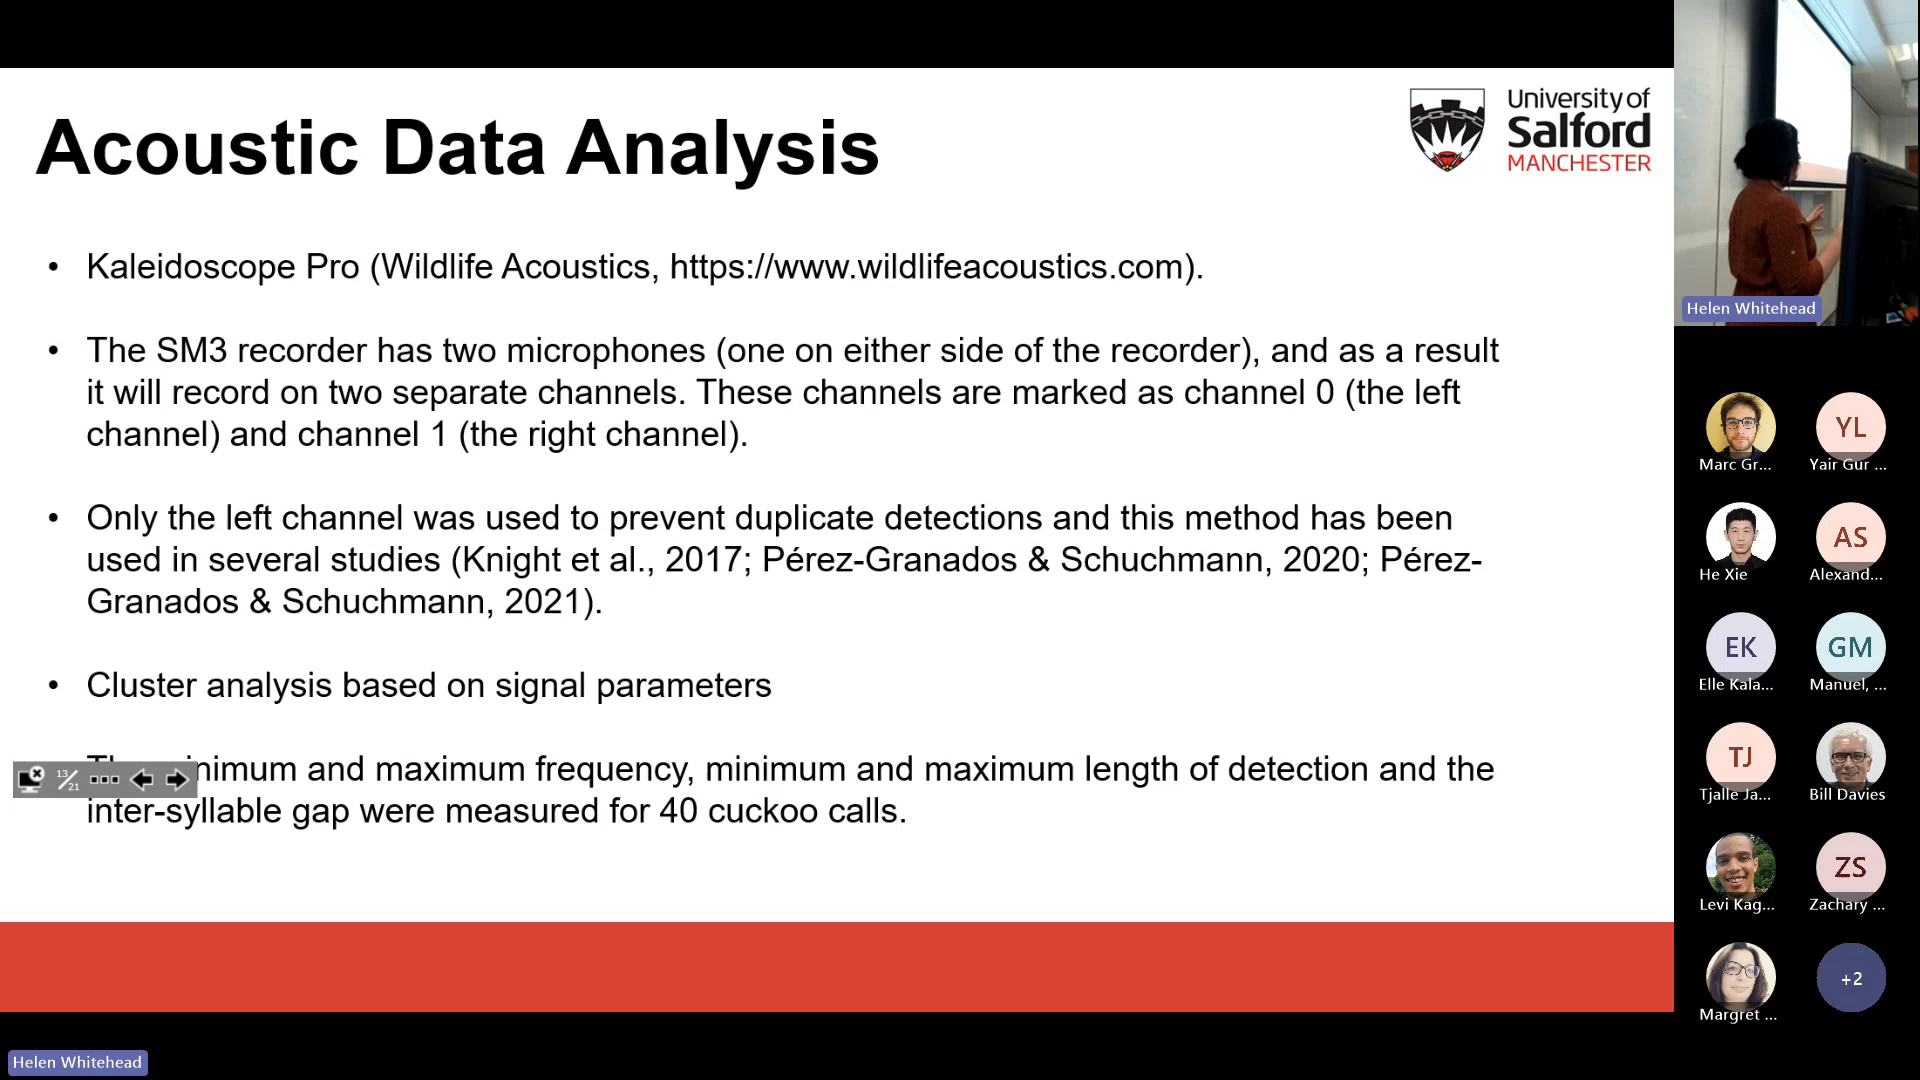 Acoustic Data Analysis
University of
Salford
MANCHESTER
• Kaleidoscope Pro (Wildlife Acoustics, https://www.wildlifeacoustics.com).
• The SM3 recorder has two microphones (one on either side of the recorder), and as a result
it will record on two separate channels. These channels are marked as channel 0 (the left
channel) and channel 1 (the right channel).
• Only the left channel was used to prevent duplicate detections and this method has been
used in several studies (Knight et al., 2017; Pérez-Granados & Schuchmann, 2020; Pérez-
Granados & Schuchmann, 2021).
• Cluster analysis based on signal parameters
and maximum frequency, minimum and maximum length of detection and the
inter-syllable gap were measured for 40 cuckoo calls.
13/21
Helen Whitehead
Helen Whitehead
Marc Gr...
YL
Yair Gur ...
He Xie
AS
Alexand...
EK
Elle Kala...
GM
Manuel, ...
TJ
Tjalle Ja...
Bill Davies
Levi Kag...
ZS
Zachary ...
Margret ...
+2